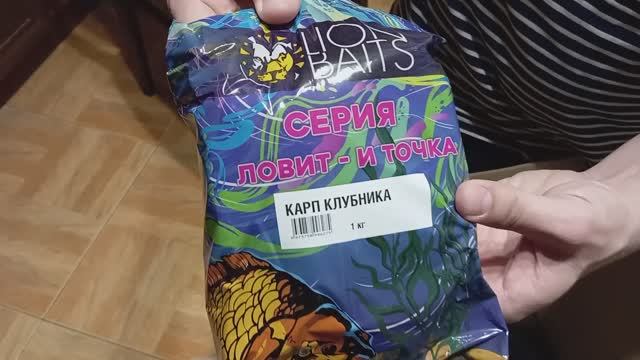 LION
BAITS
СЕРИЯ
ЛОВИТ - И ТОЧКА
КАРП КЛУБНИКА
1 кг